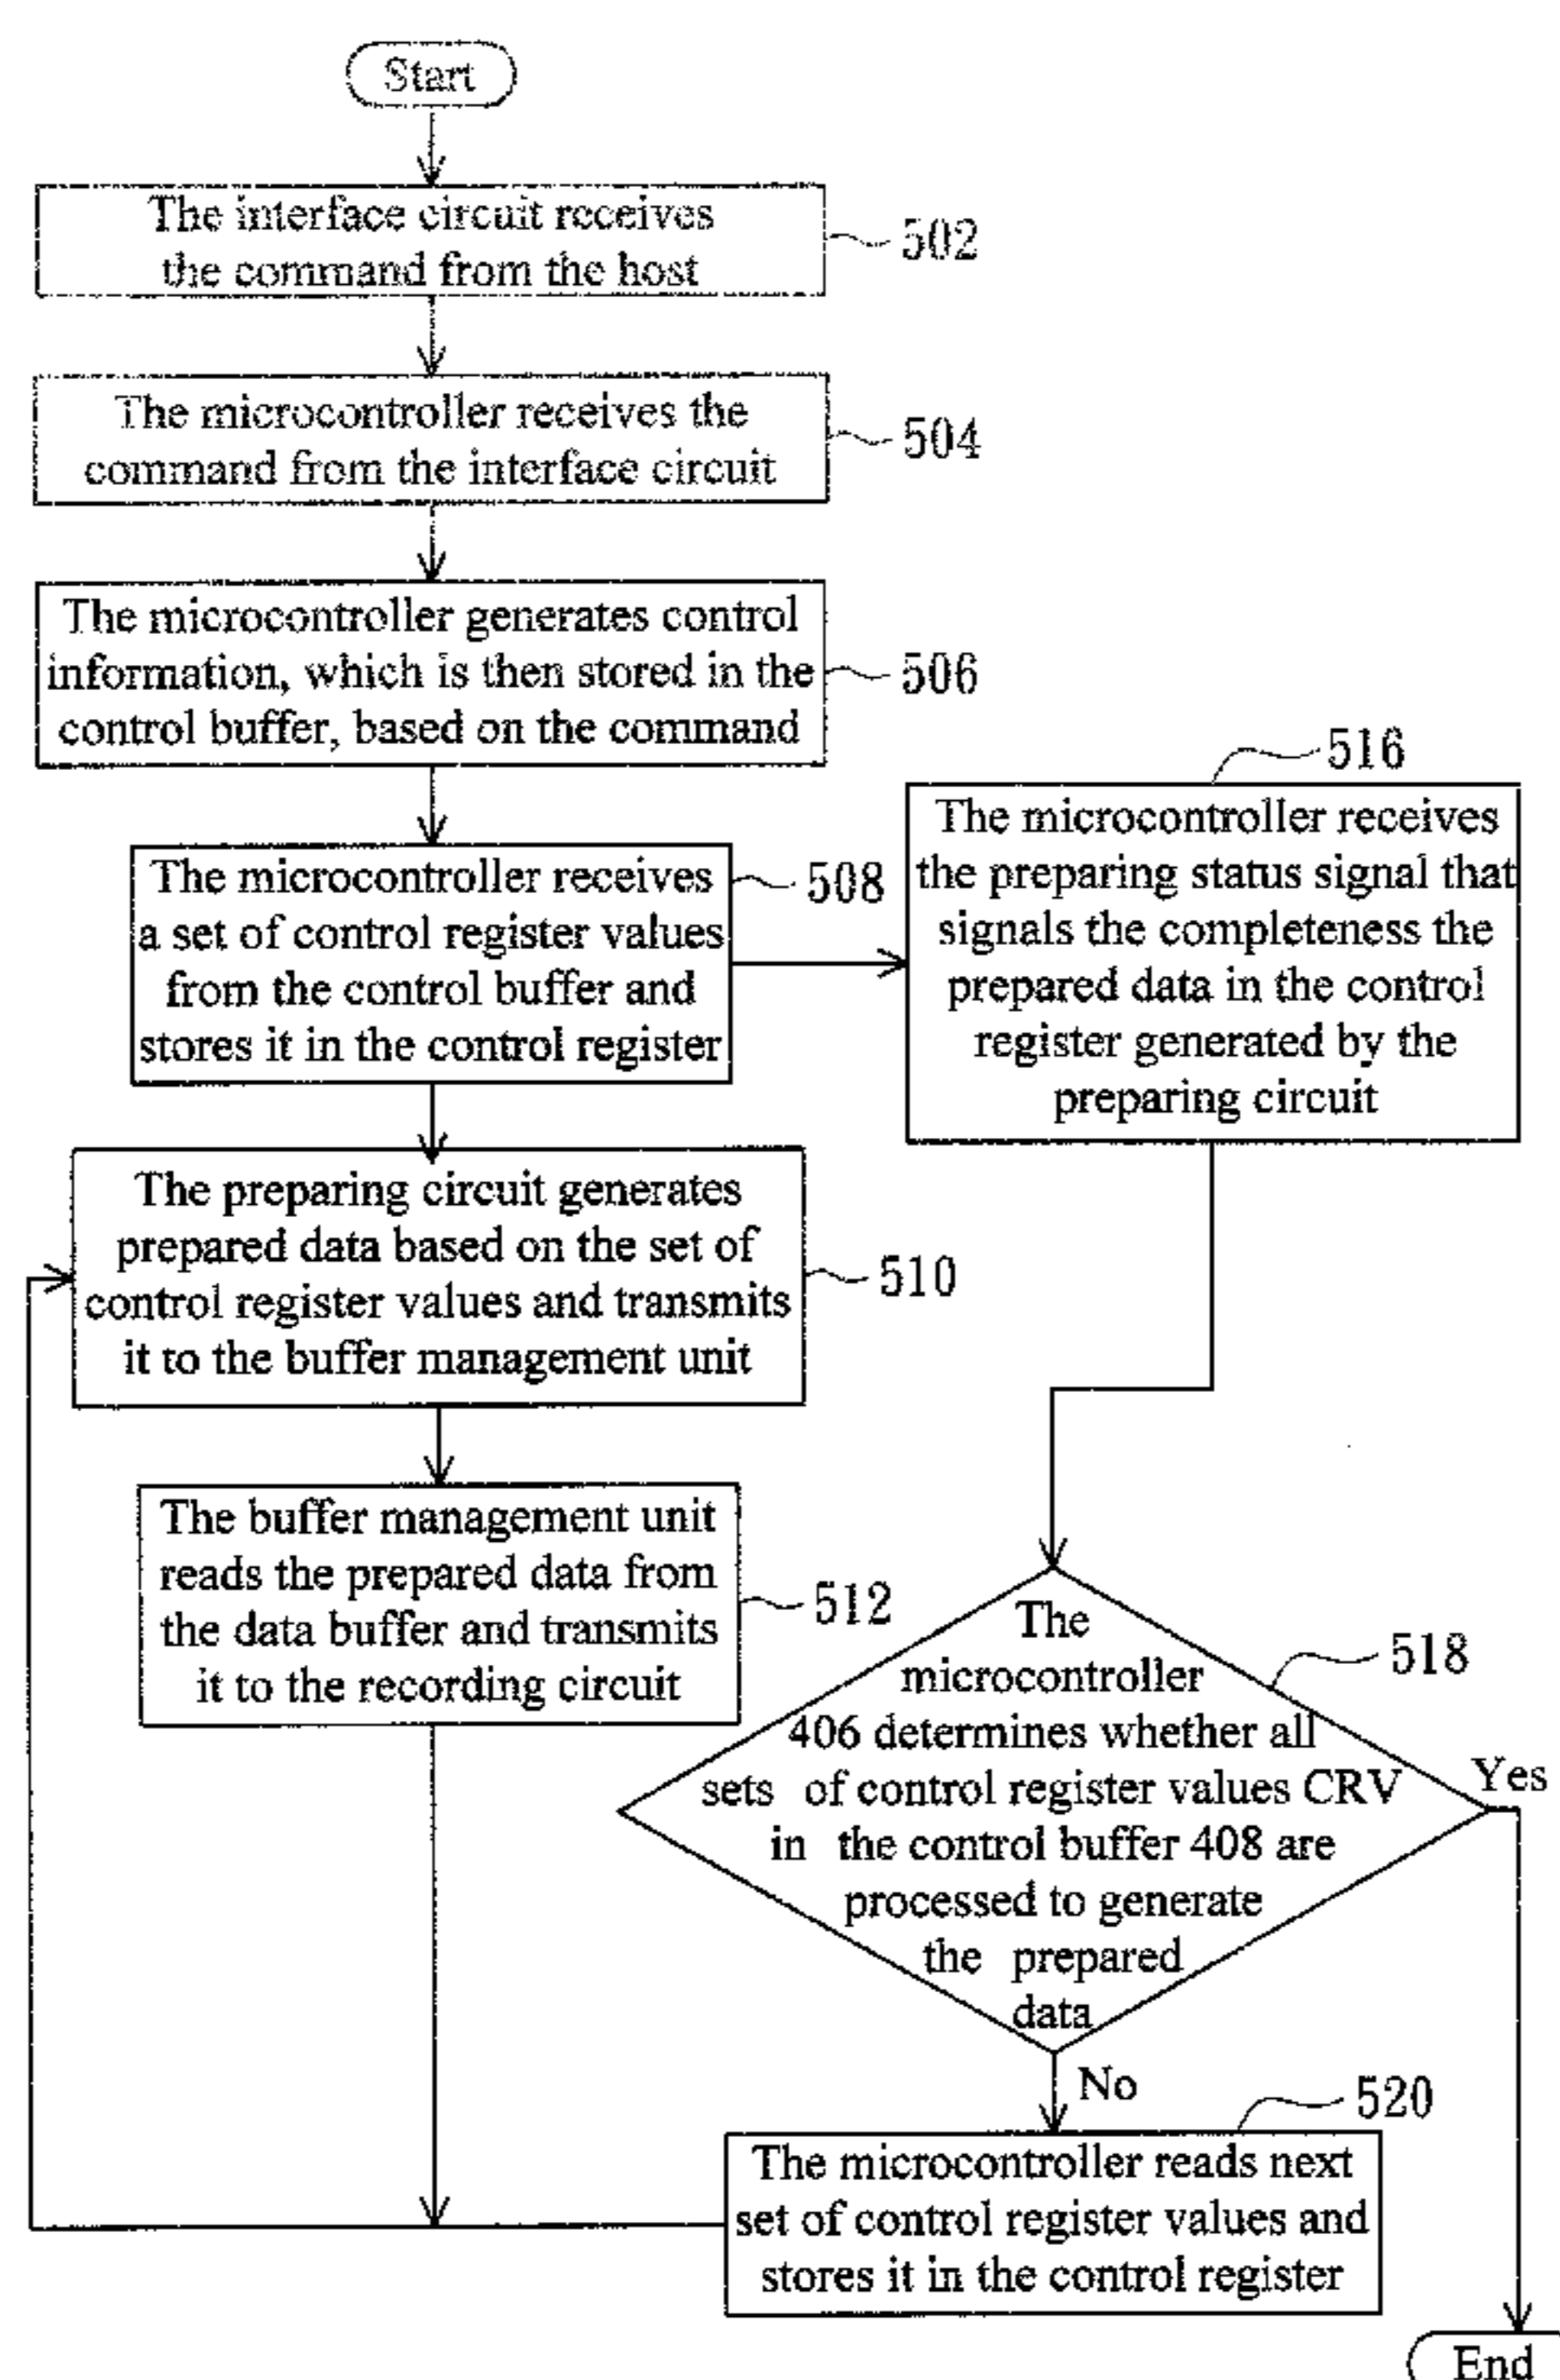 Start
The interface circuit receives
the command from the host
502
The microcontroller receives the
command from the interface circuit
504
The microcontroller generates control
information, which is then stored in the
control buffer, based on the command
506
The microcontroller receives
a set of control register values
from the control buffer and
stores it in the control register
508
516
The microcontroller receives
the preparing status signal that
signals the completeness the
prepared data in the control
register generated by the
preparing circuit
The preparing circuit generates
prepared data based on the set of
control register values and transmits
it to the buffer management unit
510
The buffer management unit
reads the prepared data from
the data buffer and transmits
it to the recording circuit
512
The
microcontroller
406 determines whether all
sets of control register values CRV
in the control buffer 408 are
processed to generate
the prepared
data
518
Yes
No
520
The microcontroller reads next
set of control register values and
stores it in the control register
End